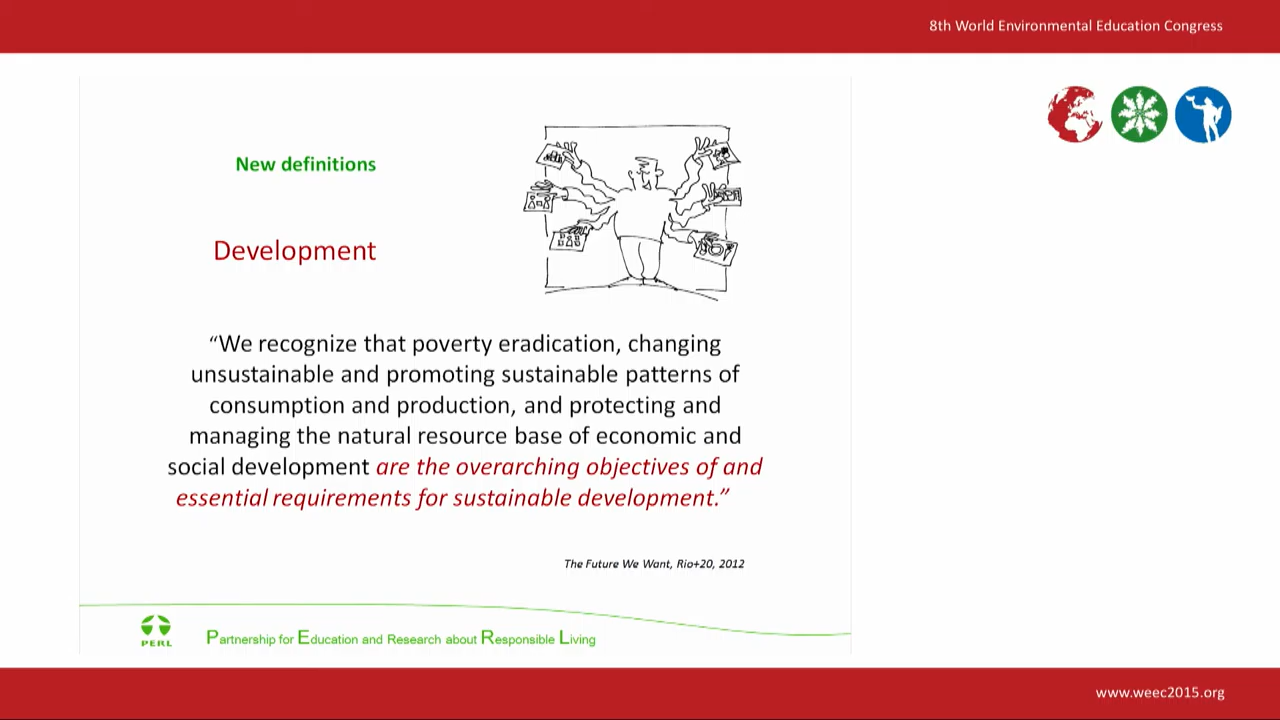 8th World Environmental Education Congress
New definitions
Development
“We recognize that poverty eradication, changing
unsustainable and promoting sustainable patterns of
consumption and production, and protecting and
managing the natural resource base of economic and
social development are the overarching objectives of and
essential requirements for sustainable development.”
The Future We Want, Rio+20, 2012
PERL
Partnership for Education and Research about Responsible Living
www.weec2015.org